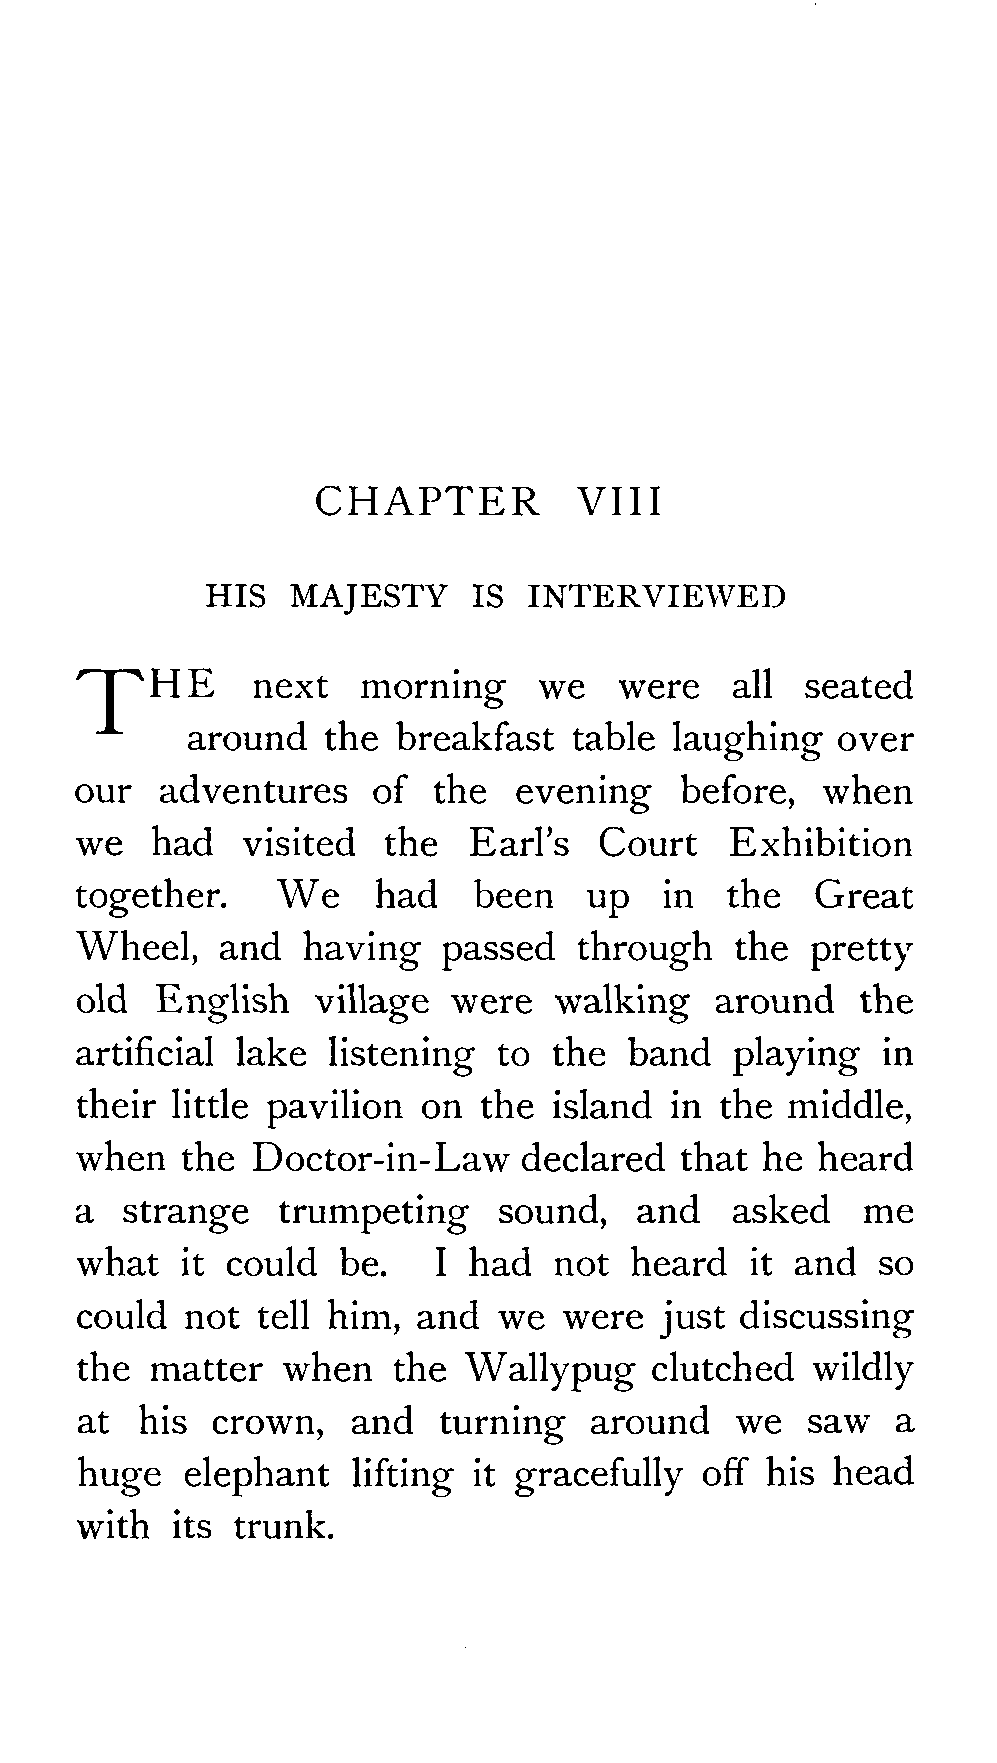 CHAPTER VIII
HIS MAJESTY IS INTERVIEWED
THE next morning we were all seated
around the breakfast table laughing over
our adventures of the evening before, when
we had visited the Earl's Court Exhibition
together. We had been up in the Great
Wheel, and having passed through the pretty
old English village were walking around the
artificial lake listening to the band playing in
their little pavilion on the island in the middle,
when the Doctor-in-Law declared that he heard
a strange trumpeting sound, and asked me
what it could be. I had not heard it and so
could not tell him, and we were just discussing
the matter when the Wallypug clutched wildly
at his crown, and turning around we saw a
huge elephant lifting it gracefully off his head
with its trunk.